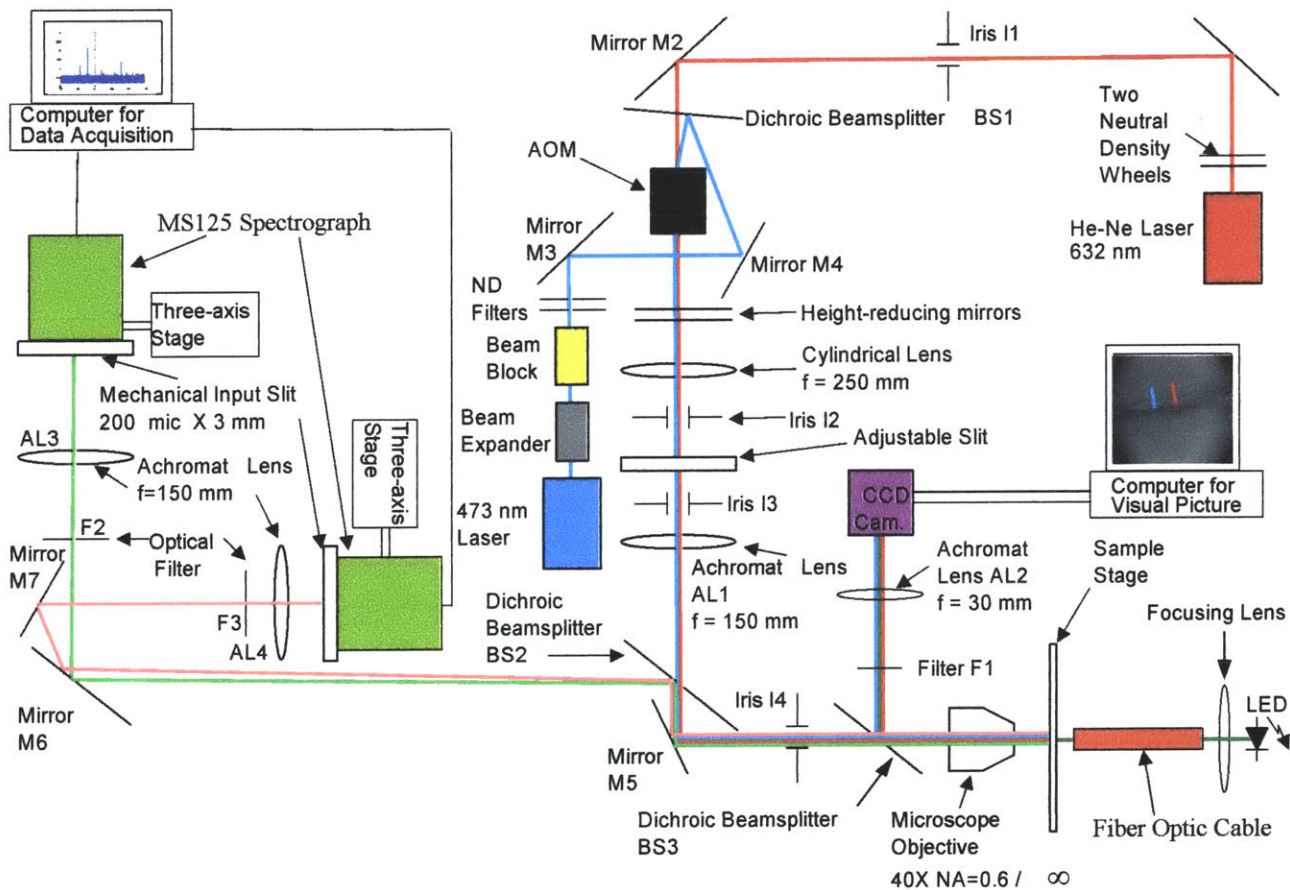 Computer for
Data Acquisition
MS125 Spectrograph
Three-axis
Stage
Mechanical Input Slit
200 mic X 3 mm
AL3
Achromat Lens
f=150 mm
F2
Optical
Filter
Mirror
M7
F3
AL4
Three-axis
Stage
Mirror
M6
Mirror M2
Iris I1
Dichroic Beamsplitter BS1
AOM
Two
Neutral
Density
Wheels
He-Ne Laser
632 nm
Mirror
M3
Mirror M4
ND
Filters
Height-reducing mirrors
Beam
Block
Cylindrical Lens
f = 250 mm
Beam
Expander
Iris I2
Adjustable Slit
473 nm
Laser
Iris I3
Achromat Lens
AL1
f = 150 mm
CCD
Cam.
Computer for
Visual Picture
Achromat
Lens AL2
f = 30 mm
Sample
Stage
Focusing Lens
Dichroic
Beamsplitter
BS2
Filter F1
Iris I4
LED
Mirror
M5
Dichroic Beamsplitter
BS3
Microscope
Objective
40X NA=0.6 / ∞
Fiber Optic Cable